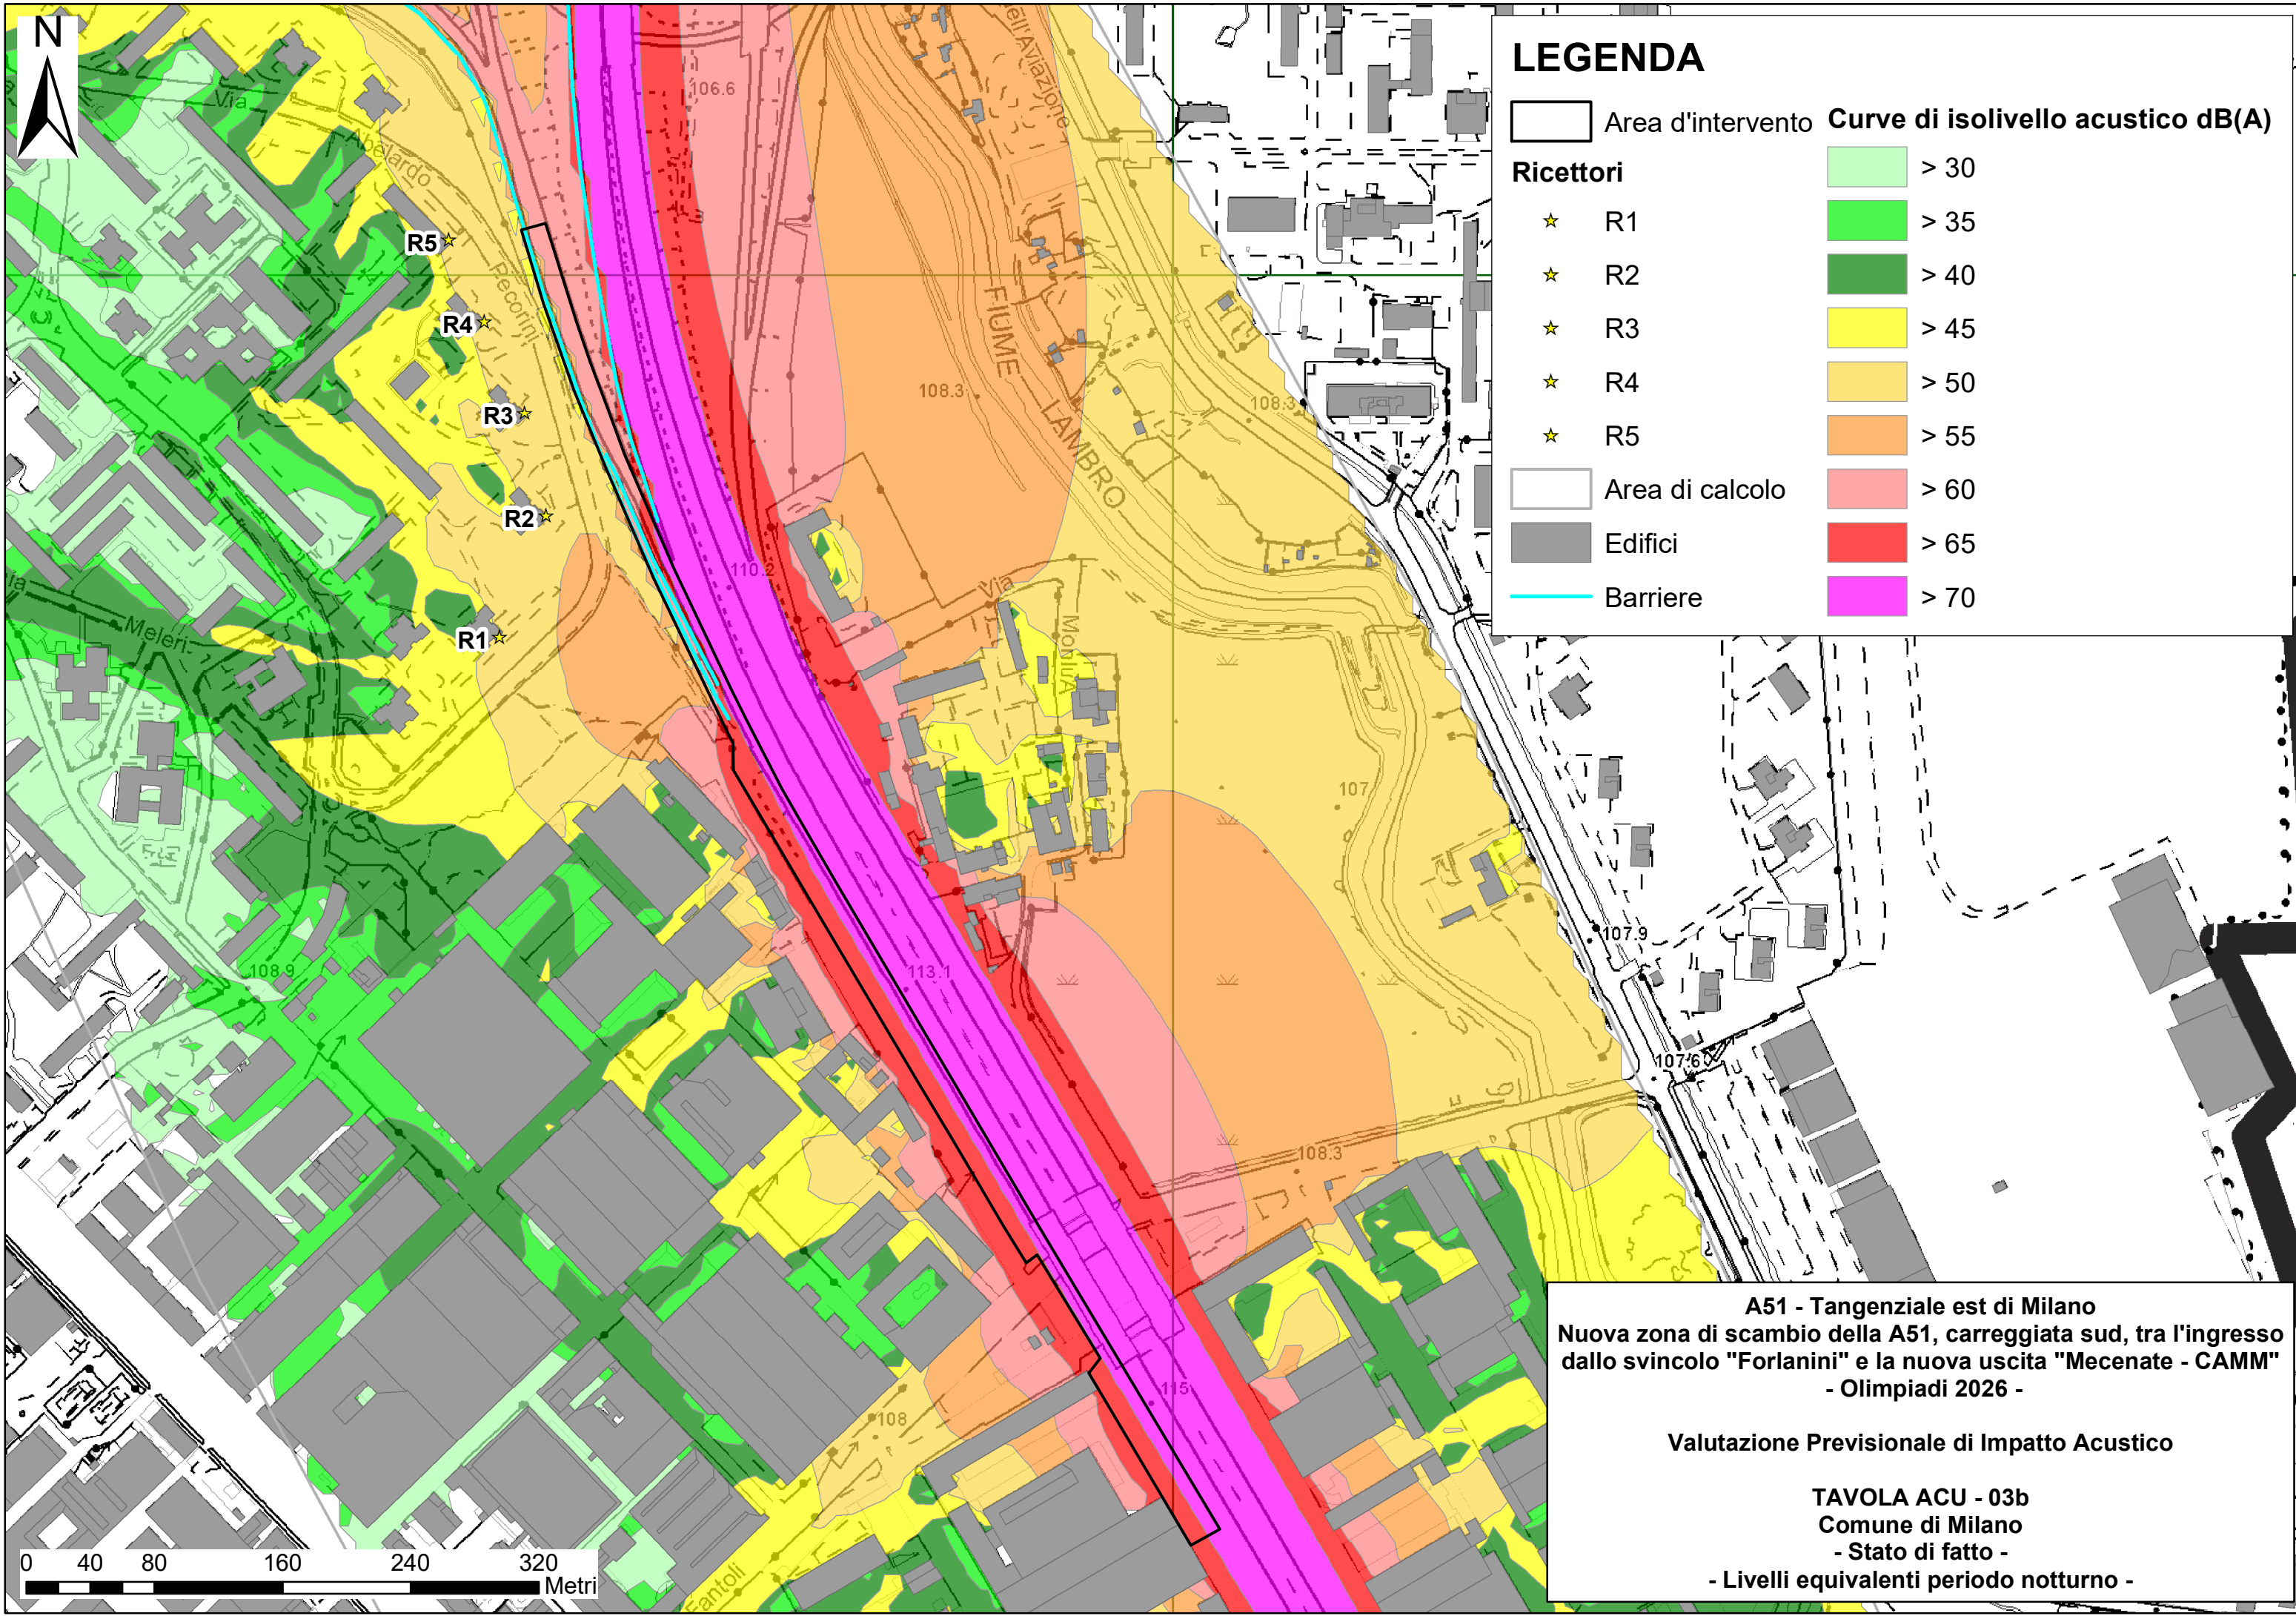 N
LEGENDA
Area d'intervento
Ricettori
R1
R2
R3
R4
R5
Area di calcolo
Edifici
Barriere
Curve di isolivello acustico dB(A)
> 30
> 35
> 40
> 45
> 50
> 55
> 60
> 65
> 70
Via
Abelardo
Pecorini
106.6
dell'Aviazione
R5
R4
R3
R2
R1
FIUME
LAMBRO
108.3
108.3
110.2
Via
Monluè
Meleri
107
107.9
108.9
113.1
107.6
108.3
115
108
Fantoli
0 40 80 160 240 320
Metri
A51 - Tangenziale est di Milano
Nuova zona di scambio della A51, carreggiata sud, tra l'ingresso
dallo svincolo "Forlanini" e la nuova uscita "Mecenate - CAMM"
- Olimpiadi 2026 -
Valutazione Previsionale di Impatto Acustico
TAVOLA ACU - 03b
Comune di Milano
- Stato di fatto -
- Livelli equivalenti periodo notturno -